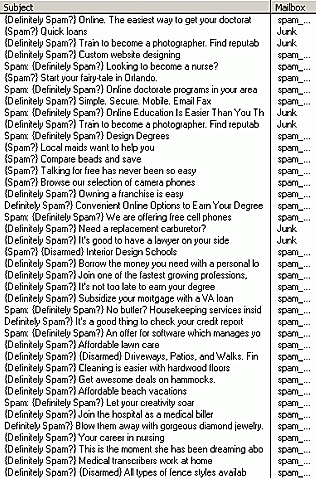 Subject Mailbox
{Definitely Spam?} Online. The easiest way to get your doctorat spam_...
{Spam?} Quick loans Junk
{Definitely Spam?} Train to become a photographer. Find reputab Junk
{Definitely Spam?} Custom website designing spam_...
Spam: {Definitely Spam?} Looking to become a nurse? spam_...
{Spam?} Start your fairy-tale in Orlando. spam_...
Spam: {Definitely Spam?} Online doctorate programs in your area spam_...
{Definitely Spam?} Simple. Secure. Mobile. Email Fax spam_...
Spam: {Definitely Spam?} Online Education Is Easier Than You Th Junk
{Definitely Spam?} Train to become a photographer. Find reputab Junk
Spam: {Definitely Spam?} Design Degrees spam_...
{Spam?} Local maids want to help you spam_...
{Spam?} Compare beads and save spam_...
{Spam?} Talking for free has never been so easy spam_...
{Spam?} Browse our selection of camera phones spam_...
{Definitely Spam?} Owning a franchise is easy spam_...
Definitely Spam?} Convenient Online Options to Earn Your Degree spam_...
Spam: {Definitely Spam?} We are offering free cell phones spam_...
{Definitely Spam?} Need a replacement carburetor? Junk
{Definitely Spam?} It's good to have a lawyer on your side Junk
{Spam?} {Disarmed} Interior Design Schools spam_...
{Definitely Spam?} Borrow the money you need with a personal lo spam_...
{Definitely Spam?} Join one of the fastest growing professions, spam_...
{Definitely Spam?} It's not too late to earn your degree spam_...
{Definitely Spam?} Subsidize your mortgage with a VA loan spam_...
Spam: {Definitely Spam?} No butler? Housekeeping services insid spam_...
Definitely Spam?} It's a good thing to check your credit report spam_...
Spam: {Definitely Spam?} An offer for software which manages yo spam_...
{Definitely Spam?} Affordable lawn care spam_...
{Definitely Spam?} {Disarmed} Driveways, Patios, and Walks. Fin spam_...
{Definitely Spam?} Cleaning is easier with hardwood floors spam_...
{Definitely Spam?} Get awesome deals on hammocks. spam_...
{Definitely Spam?} Affordable beach vacations spam_...
Spam: {Definitely Spam?} Let your creativity soar spam_...
{Definitely Spam?} Join the hospital as a medical biller spam_...
Definitely Spam?} Blow them away with gorgeous diamond jewelry. spam_...
{Definitely Spam?} Your career in nursing spam_...
{Definitely Spam?} This is the moment she has been dreaming abo spam_...
{Definitely Spam?} Medical transcribers work at home spam_...
{Definitely Spam?} {Disarmed} All types of fence styles availab spam_...